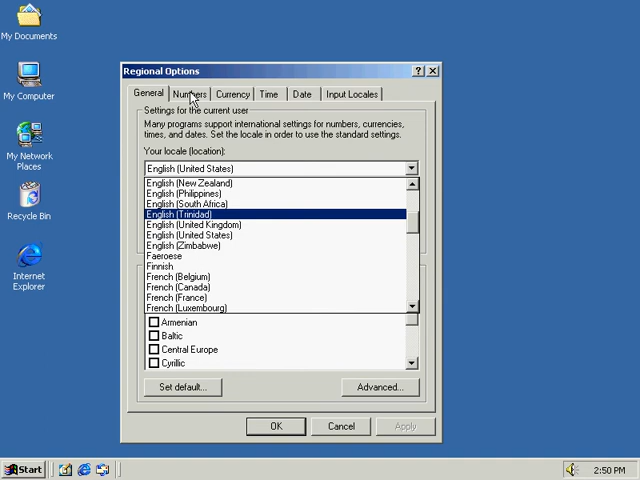 My Documents
My Computer
My Network
Places
Recycle Bin
Internet
Explorer
Regional Options
General
Numbers
Currency
Time
Date
Input Locales
Settings for the current user
Many programs support international settings for numbers, currencies,
times, and dates. Set the locale in order to use the standard settings.
Your locale (location):
English (United States)
English (New Zealand)
English (Philippines)
English (South Africa)
English (Trinidad)
English (United Kingdom)
English (United States)
English (Zimbabwe)
Faeroese
Finnish
French (Belgium)
French (Canada)
French (France)
French (Luxembourg)
Armenian
Baltic
Central Europe
Cyrillic
Set default...
Advanced...
OK
Cancel
Apply
Start
2:50 PM